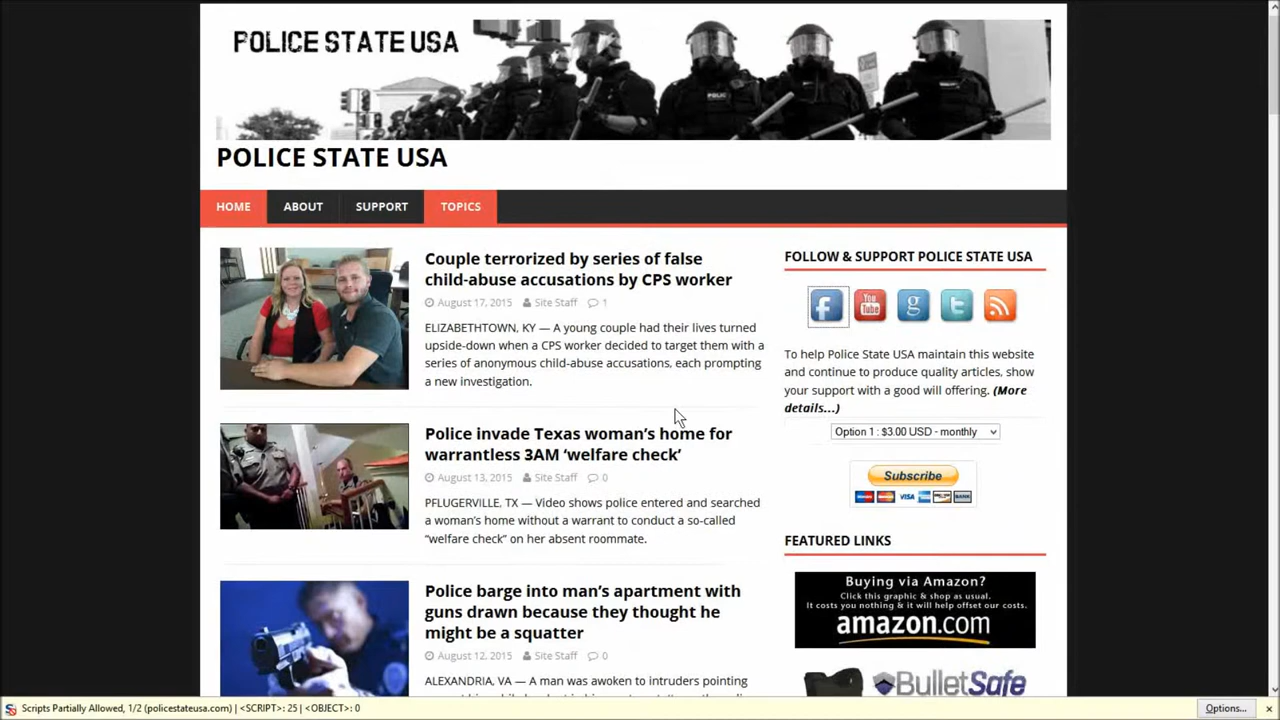 POLICE STATE USA
POLICE
POLICE STATE USA
HOME
ABOUT
SUPPORT
TOPICS
Couple terrorized by series of false
child-abuse accusations by CPS worker
August 17, 2015 Site Staff 1
ELIZABETHTOWN, KY — A young couple had their lives turned
upside-down when a CPS worker decided to target them with a
series of anonymous child-abuse accusations, each prompting
a new investigation.
Police invade Texas woman’s home for
warrantless 3AM ‘welfare check’
August 13, 2015 Site Staff 0
PFLUGERVILLE, TX — Video shows police entered and searched
a woman’s home without a warrant to conduct a so-called
“welfare check” on her absent roommate.
Police barge into man’s apartment with
guns drawn because they thought he
might be a squatter
August 12, 2015 Site Staff 0
ALEXANDRIA, VA — A man was awoken to intruders pointing
FOLLOW & SUPPORT POLICE STATE USA
f You Tube g t
To help Police State USA maintain this website
and continue to produce quality articles, show
your support with a good will offering. (More
details...)
Option 1 : $3.00 USD - monthly
Subscribe
VISA BANK
FEATURED LINKS
Buying via Amazon?
Click this graphic & shop as usual.
It costs you nothing & it will help offset our costs.
amazon.com
BulletSafe
Scripts Partially Allowed, 1/2 (policestateusa.com) | <SCRIPT>: 25 | <OBJECT>: 0
Options...